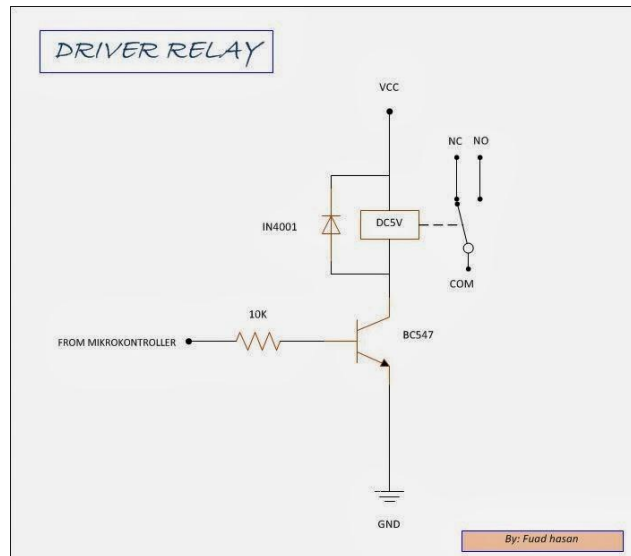 DRIVER RELAY
VCC
NC NO
IN4001
DC5V
COM
10K
BC547
FROM MIKROKONTROLLER
GND
By: Fuad hasan